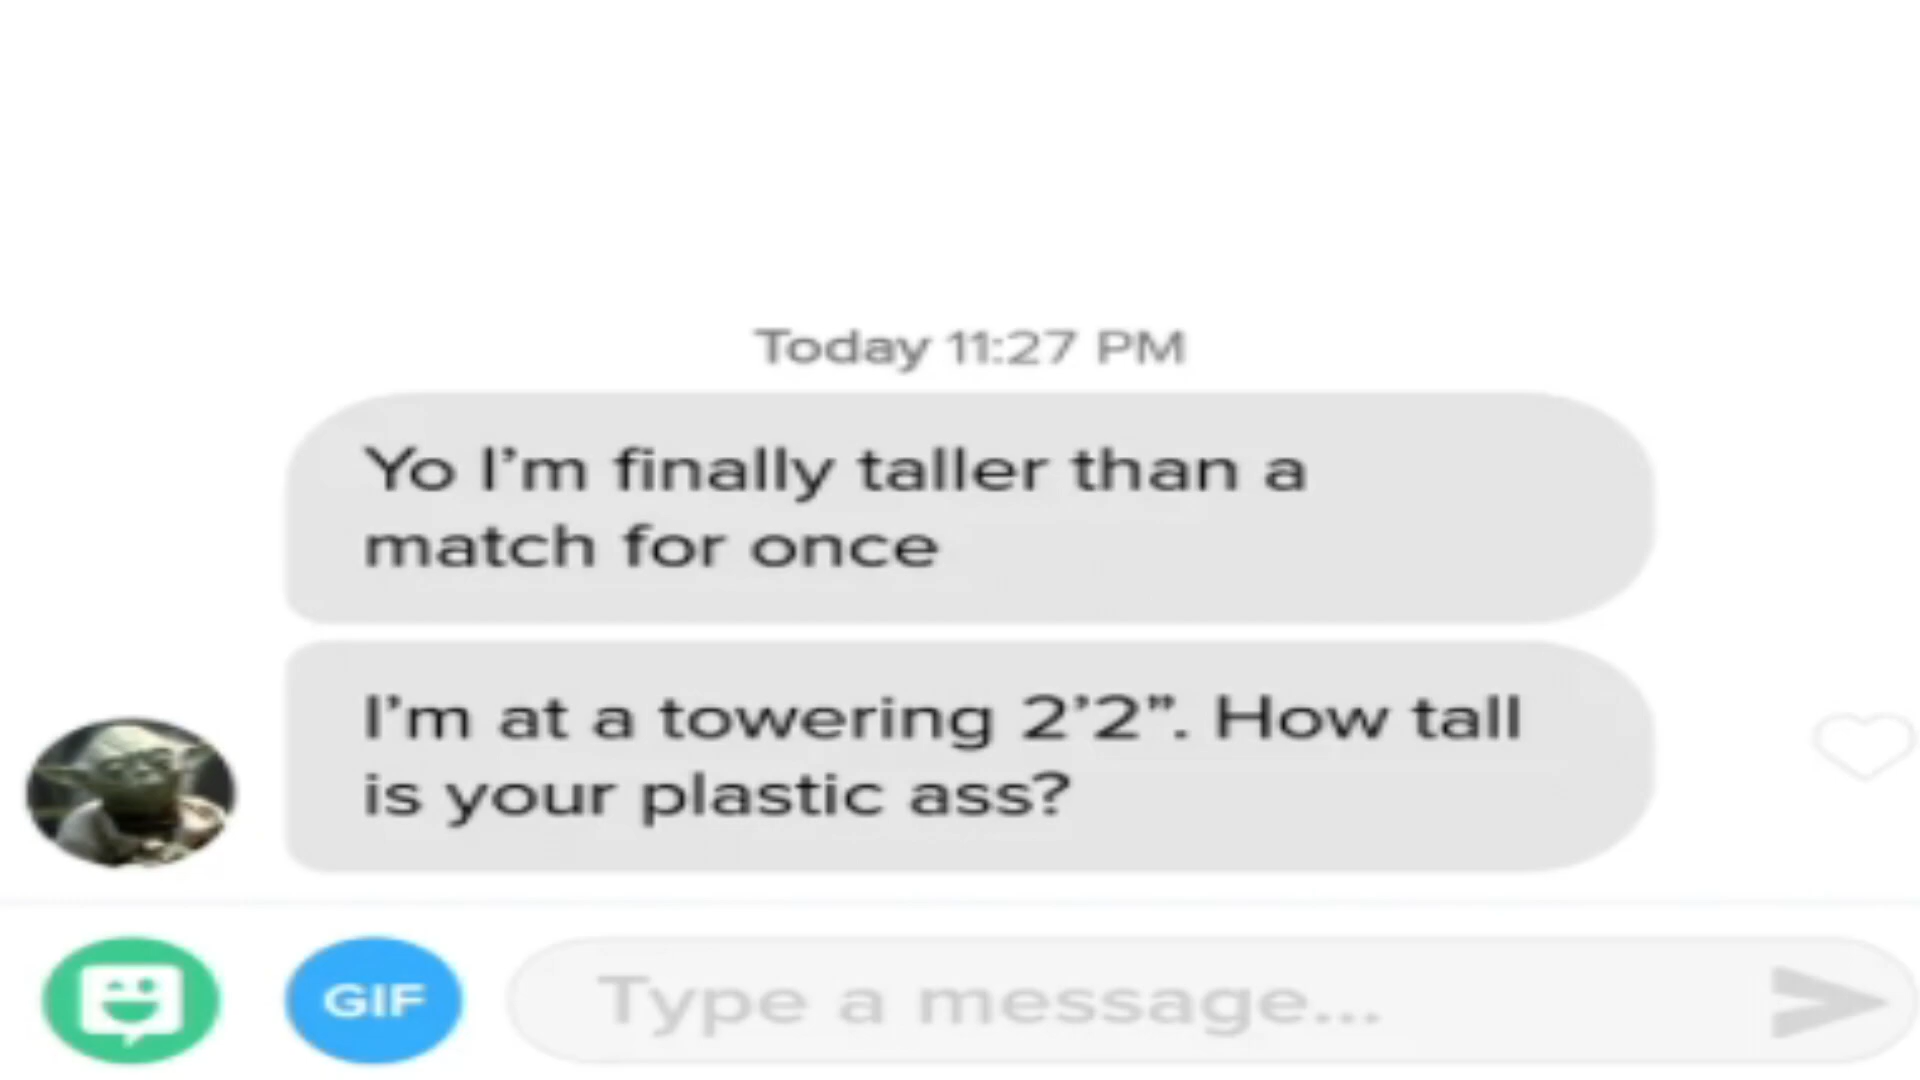 Today 11:27 PM
Yo I’m finally taller than a
match for once
I’m at a towering 2’2”. How tall
is your plastic ass?
GIF
Type a message...